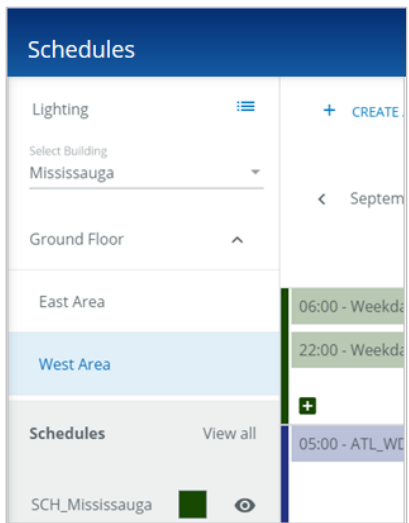 Schedules
Lighting
+ CREATE
Select Building
Mississauga
< Septem
Ground Floor
East Area
06:00 - Weekda
22:00 - Weekda
West Area
Schedules View all
05:00 - ATL_WD
SCH_Mississauga